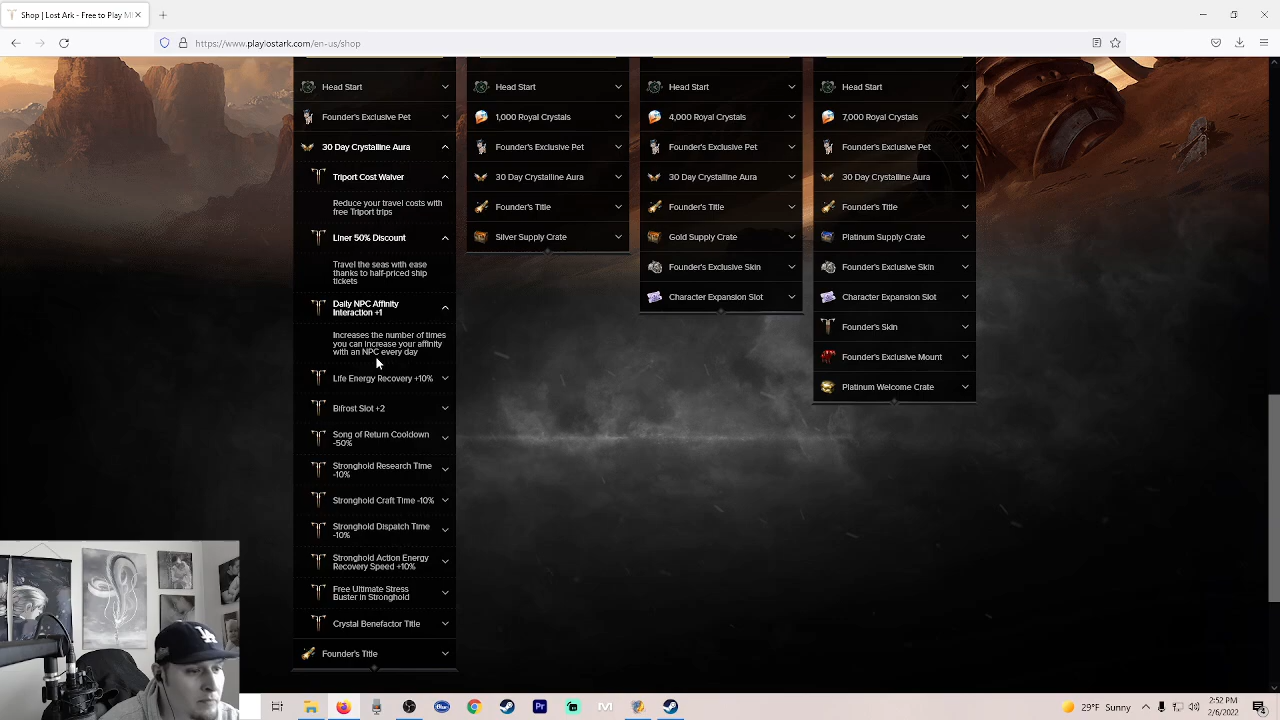 Shop | Lost Ark - Free to Play M
https://www.playlostark.com/en-us/shop
Head Start
Founder's Exclusive Pet
30 Day Crystalline Aura
Triport Cost Waiver
Reduce your travel costs with
free Triport trips
Liner 50% Discount
Travel the seas with ease
thanks to half-priced ship
tickets
Daily NPC Affinity
Interaction +1
Increases the number of times
you can increase your affinity
with an NPC every day
Life Energy Recovery +10%
Bifrost Slot +2
Song of Return Cooldown
-50%
Stronghold Research Time
-10%
Stronghold Craft Time -10%
Stronghold Dispatch Time
-10%
Stronghold Action Energy
Recovery Speed +10%
Free Ultimate Stress
Buster in Stronghold
Crystal Benefactor Title
Founder's Title
Head Start
1,000 Royal Crystals
Founder's Exclusive Pet
30 Day Crystalline Aura
Founder's Title
Silver Supply Crate
Head Start
4,000 Royal Crystals
Founder's Exclusive Pet
30 Day Crystalline Aura
Founder's Title
Gold Supply Crate
Founder's Exclusive Skin
Character Expansion Slot
Head Start
7,000 Royal Crystals
Founder's Exclusive Pet
30 Day Crystalline Aura
Founder's Title
Platinum Supply Crate
Founder's Exclusive Skin
Character Expansion Slot
Founder's Skin
Founder's Exclusive Mount
Platinum Welcome Crate
LA
Blue
Pr
29°F Sunny
2:52 PM
2/6/2022